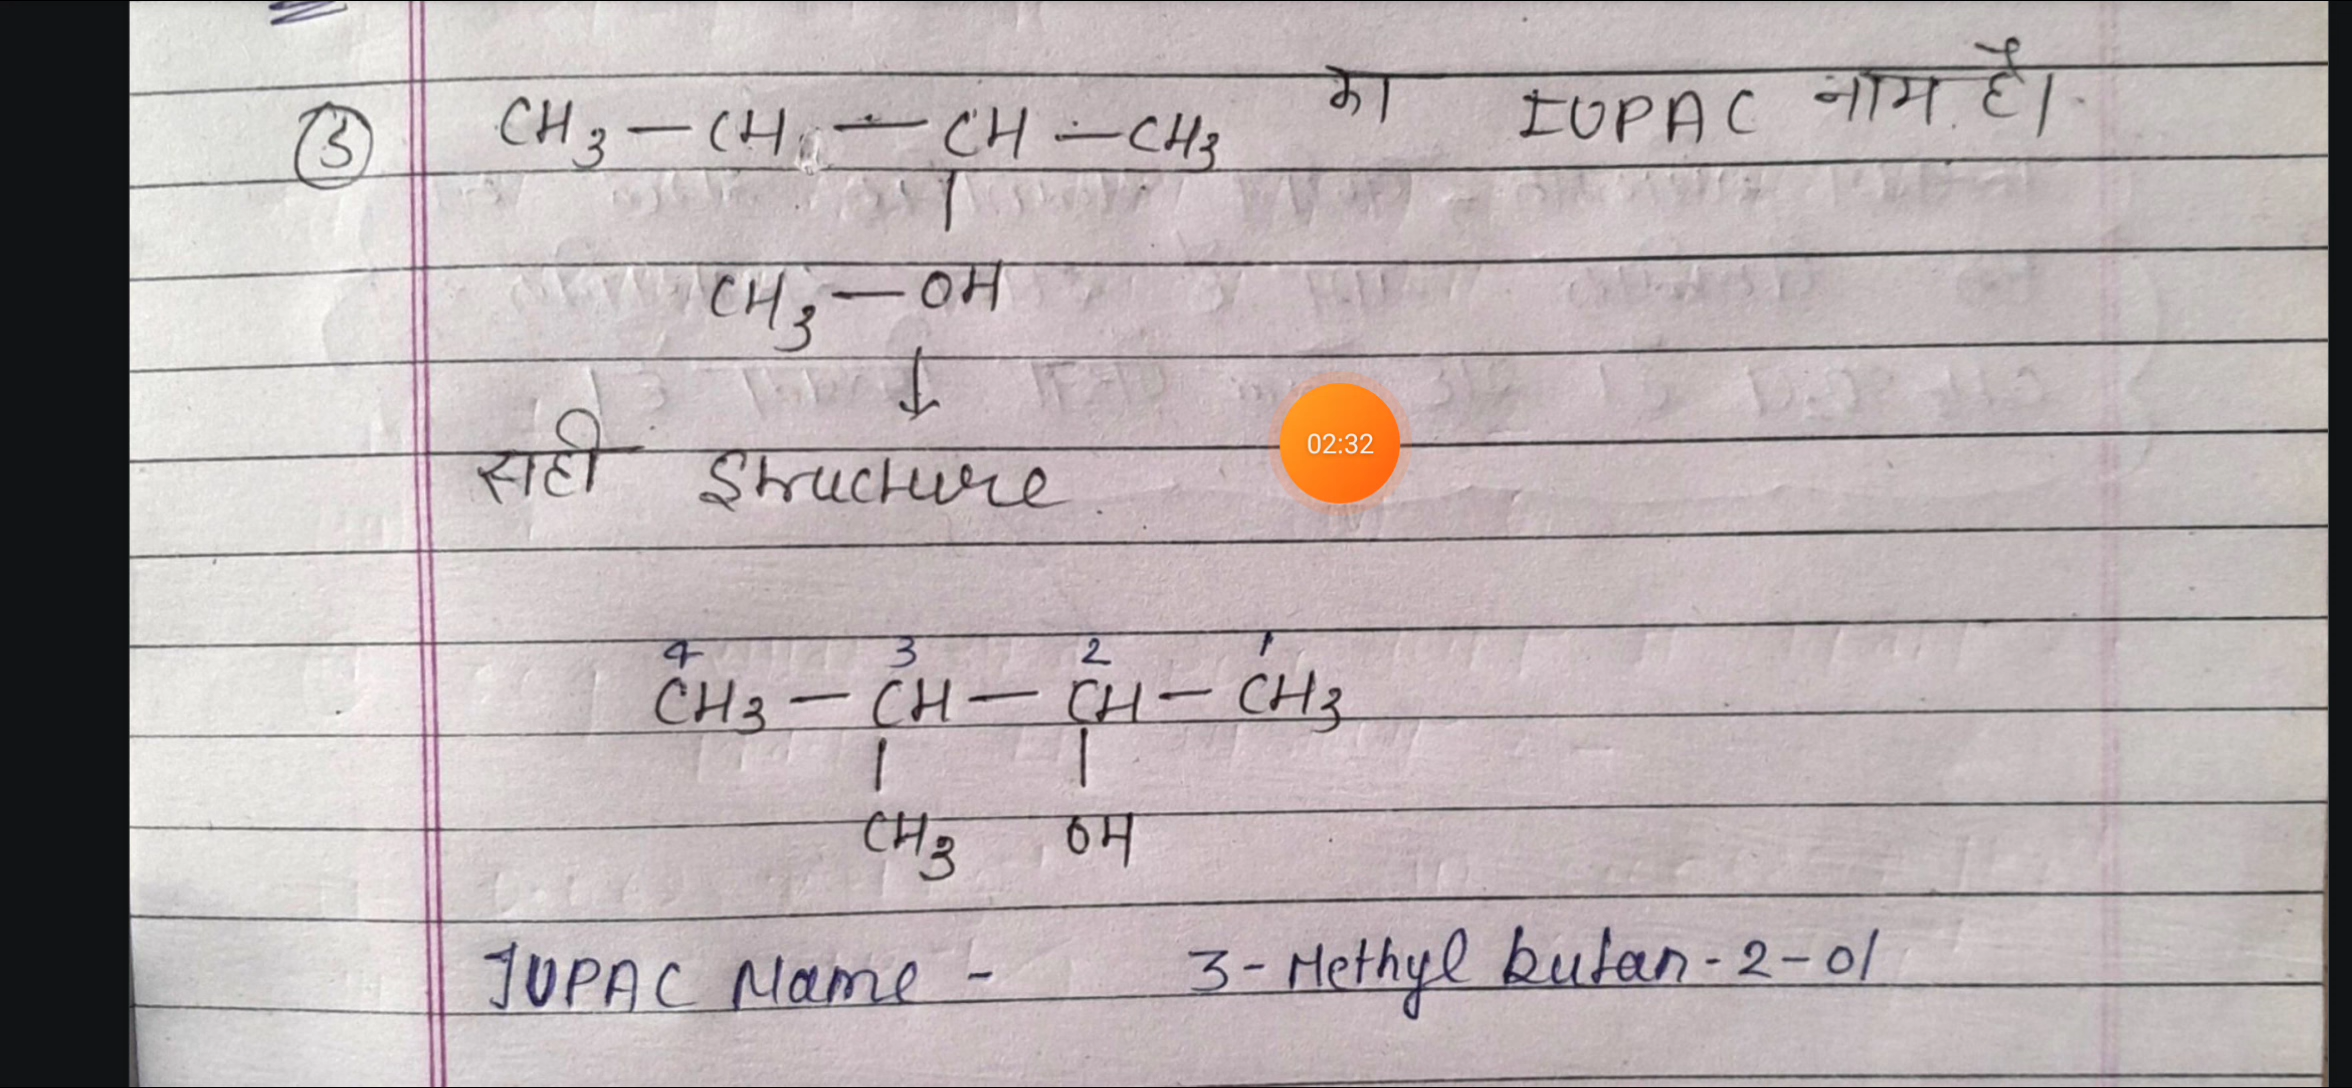 ③ CH3 — CH — CH — CH3 का IUPAC नाम है।
|
CH3 — OH
↓
सही Structure
02:32
4 3 2 1
CH3 — CH — CH — CH3
| |
CH3 OH
IUPAC Name - 3-Methyl butan-2-ol